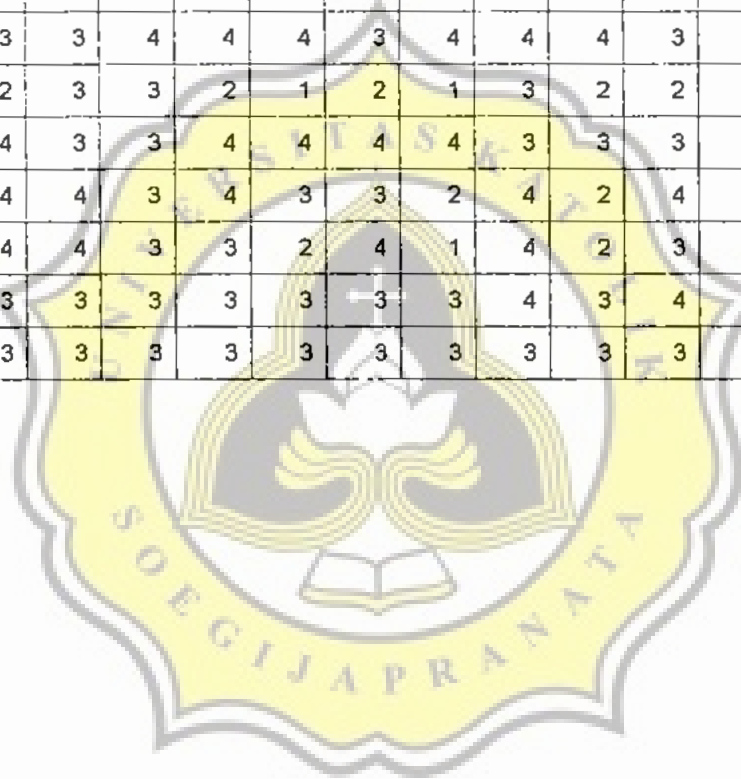 3 3 4 4 4 3 4 4 4 3
2 3 3 2 1 2 1 3 2 2
4 3 3 4 4 4 4 3 3 3
4 4 3 4 3 3 2 4 2 4
4 4 3 3 2 4 1 4 2 3
3 3 3 3 3 3 3 4 3 4
3 3 3 3 3 3 3 3 3 3
UNIVERSITAS KATOLIK
SOEGIJAPRANATA